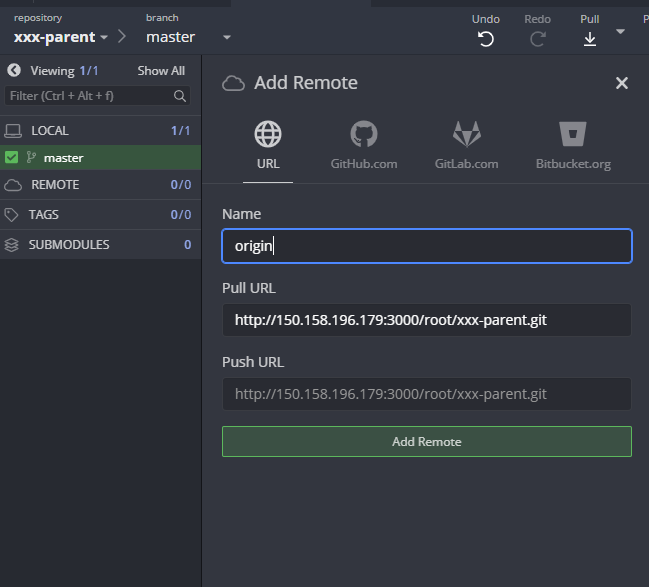 repository
branch
xxx-parent
master
Undo
Redo
Pull
Viewing 1/1
Show All
Filter (Ctrl + Alt + f)
LOCAL
1/1
master
REMOTE
0/0
TAGS
0/0
SUBMODULES
0
Add Remote
URL
GitHub.com
GitLab.com
Bitbucket.org
Name
origin
Pull URL
http://150.158.196.179:3000/root/xxx-parent.git
Push URL
http://150.158.196.179:3000/root/xxx-parent.git
Add Remote